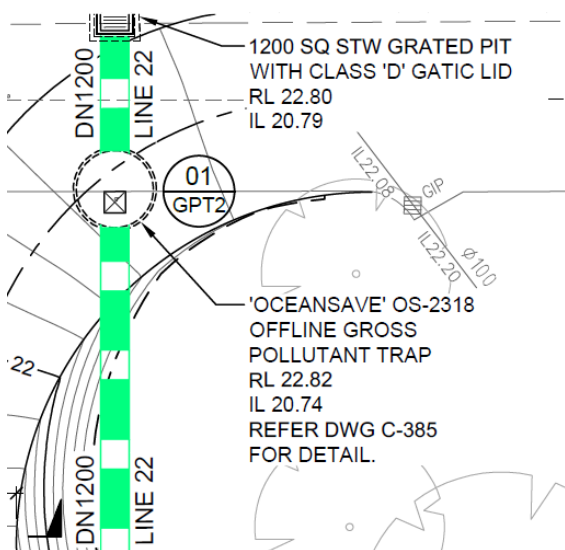 1200 SQ STW GRATED PIT
WITH CLASS 'D' GATIC LID
RL 22.80
IL 20.79
DN1200
LINE 22
01
GPT2
IL22.08
GIP
IL22.20
Ø100
'OCEANSAVE' OS-2318
OFFLINE GROSS
POLLUTANT TRAP
RL 22.82
IL 20.74
REFER DWG C-385
FOR DETAIL.
22
DN1200
LINE 22